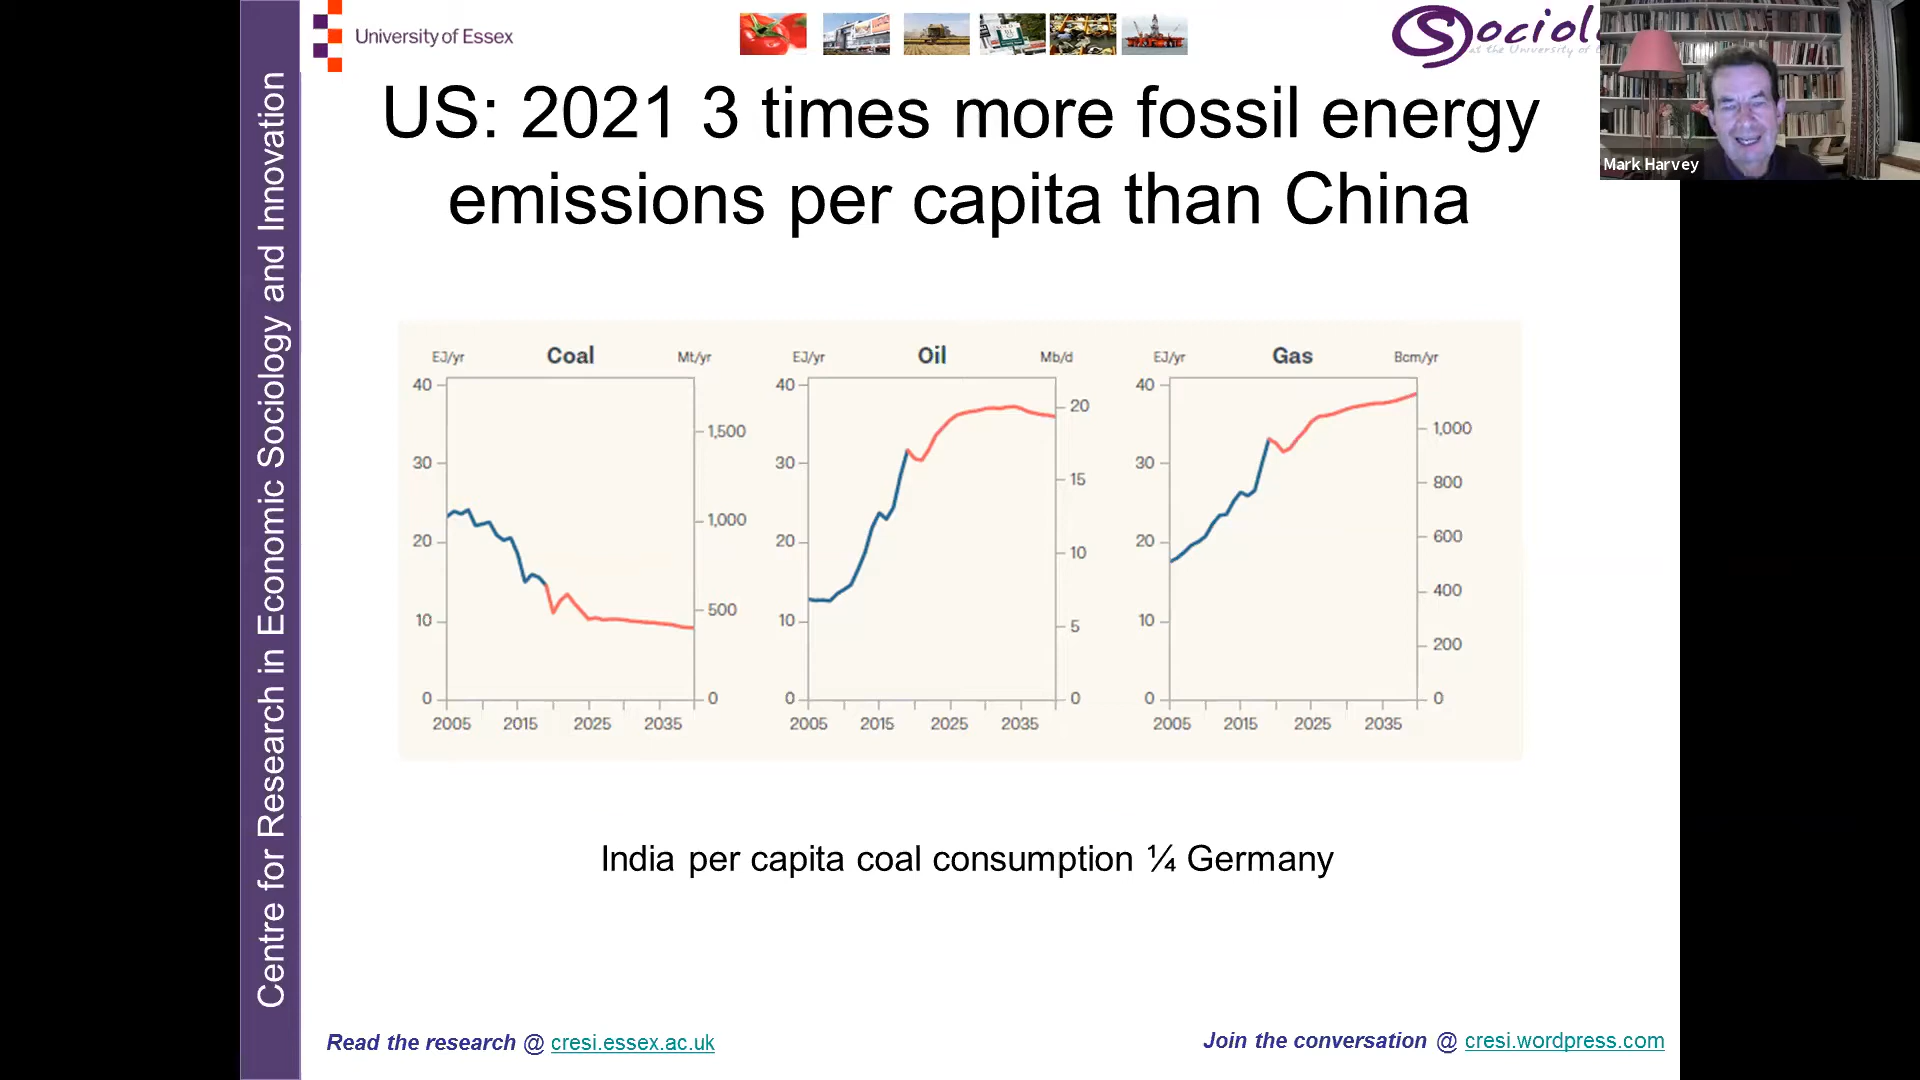 University of Essex
Sociol
at the University of
Mark Harvey
Centre for Research in Economic Sociology and Innovation
US: 2021 3 times more fossil energy
emissions per capita than China
EJ/yr Coal Mt/yr
40
30
20
10
0
1,500
1,000
500
0
2005 2015 2025 2035
EJ/yr Oil Mb/d
40
30
20
10
0
20
15
10
5
0
2005 2015 2025 2035
EJ/yr Gas Bcm/yr
40
30
20
10
0
1,000
800
600
400
200
0
2005 2015 2025 2035
India per capita coal consumption ¼ Germany
Read the research @ cresi.essex.ac.uk
Join the conversation @ cresi.wordpress.com